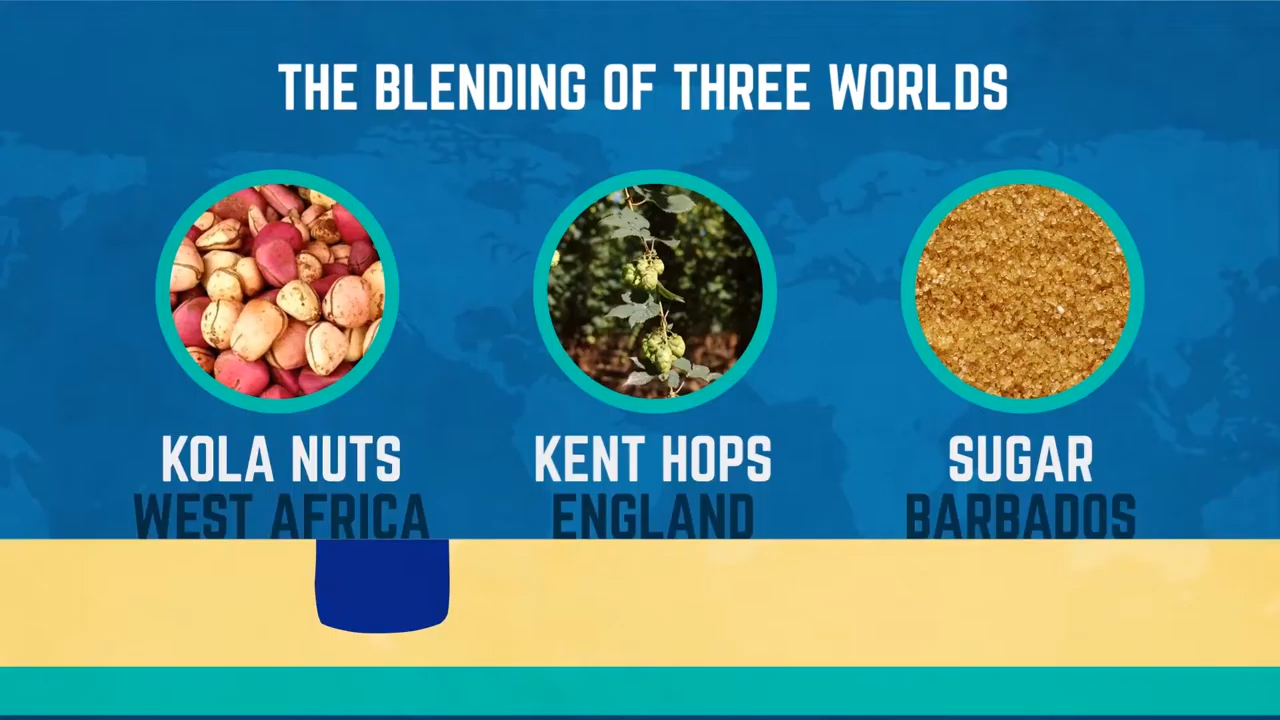 THE BLENDING OF THREE WORLDS
KOLA NUTS
WEST AFRICA
KENT HOPS
ENGLAND
SUGAR
BARBADOS